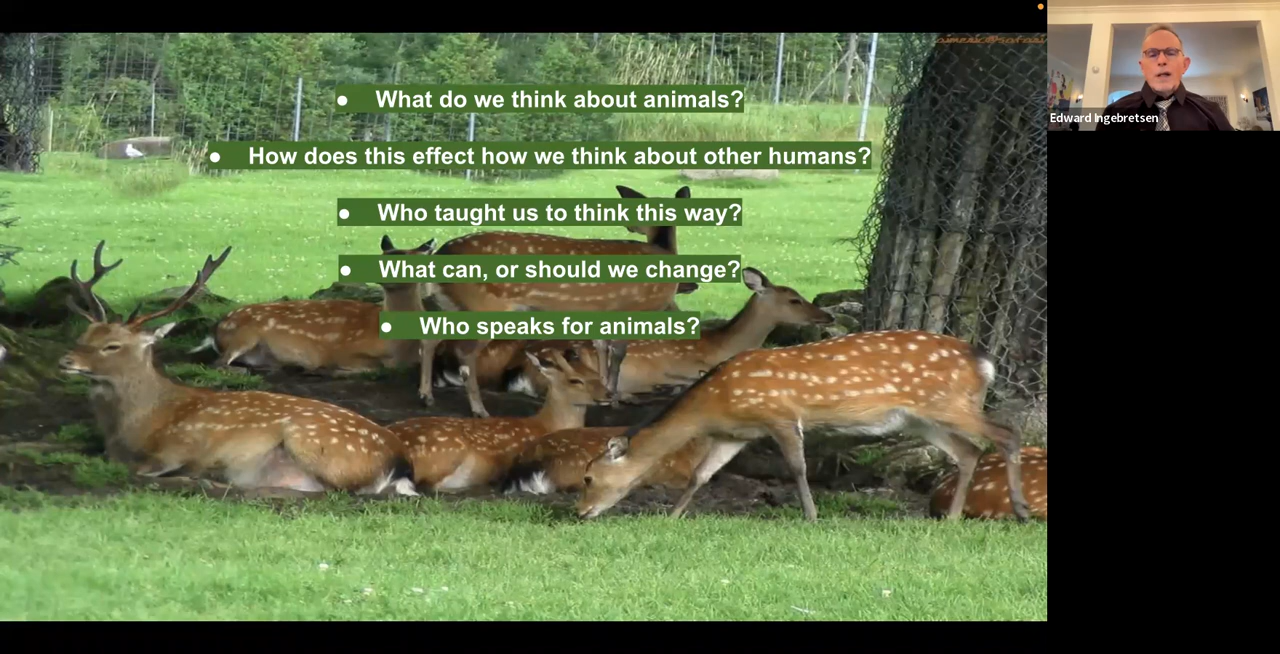 ● What do we think about animals?
● How does this effect how we think about other humans?
● Who taught us to think this way?
● What can, or should we change?
● Who speaks for animals?
Edward Ingebretsen